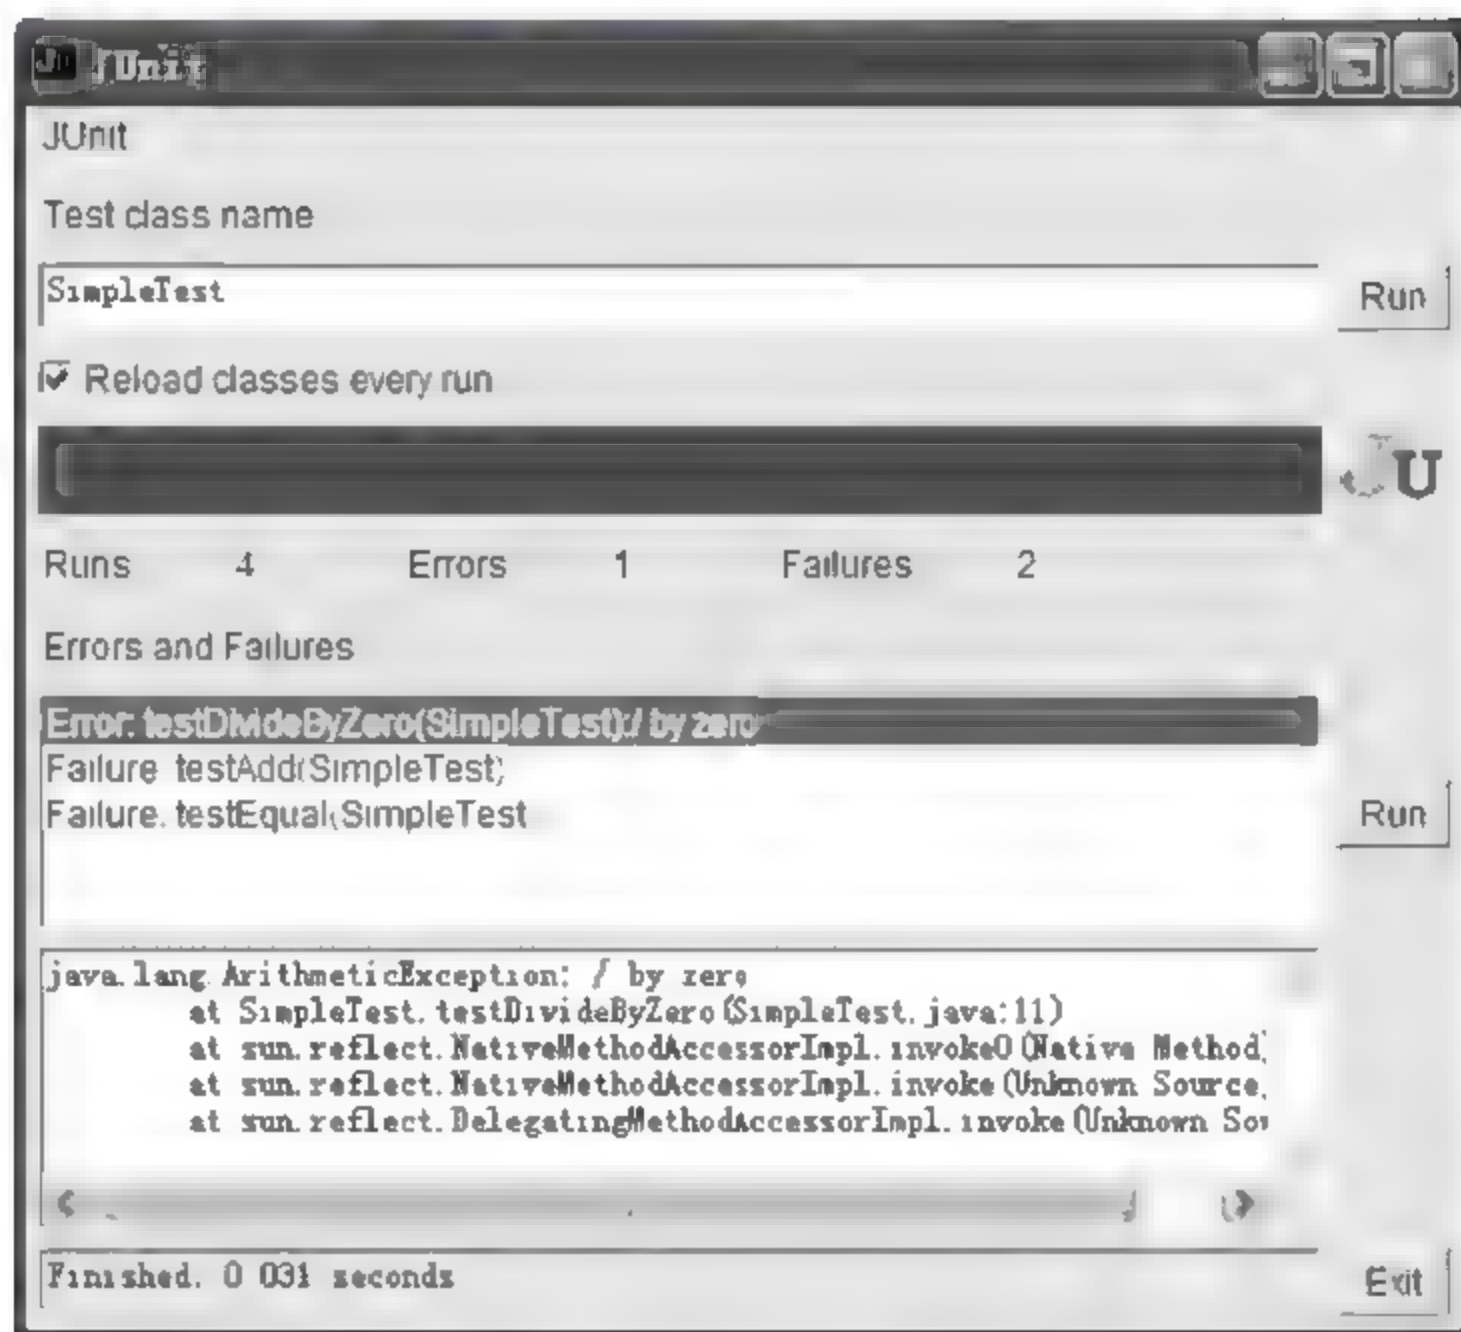 JUnit
JUnit
Test class name
SimpleTest
Run
Reload classes every run
U
Runs 4 Errors 1 Failures 2
Errors and Failures
Error: testDivideByZero(SimpleTest):/ by zero
Failure testAdd(SimpleTest)
Failure. testEqual(SimpleTest
Run
java.lang.ArithmeticException: / by zero
at SimpleTest.testDivideByZero(SimpleTest.java:11)
at sun.reflect.NativeMethodAccessorImpl.invoke0(Native Method)
at sun.reflect.NativeMethodAccessorImpl.invoke(Unknown Source,
at sun.reflect.DelegatingMethodAccessorImpl.invoke(Unknown Sou
Finished. 0 031 seconds
Exit